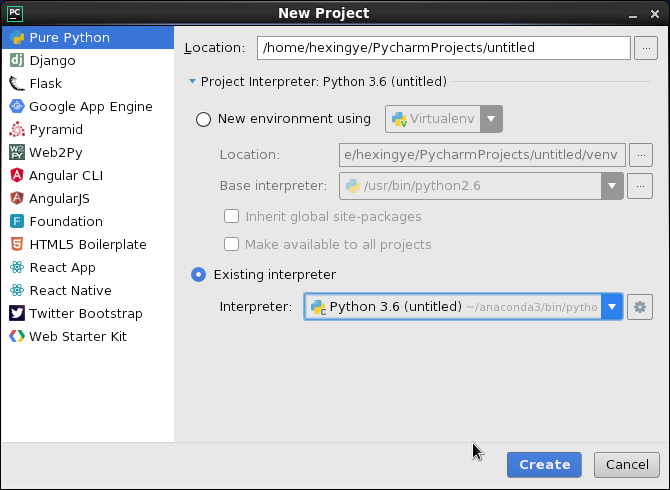 PC
New Project
Pure Python
Django
Flask
Google App Engine
Pyramid
Web2Py
Angular CLI
AngularJS
Foundation
HTML5 Boilerplate
React App
React Native
Twitter Bootstrap
Web Starter Kit
Location: /home/hexingye/PycharmProjects/untitled ...
Project Interpreter: Python 3.6 (untitled)
New environment using Virtualenv
Location: e/hexingye/PycharmProjects/untitled/venv ...
Base interpreter: /usr/bin/python2.6 ...
Inherit global site-packages
Make available to all projects
Existing interpreter
Interpreter: Python 3.6 (untitled) ~/anaconda3/bin/pytho
Create Cancel